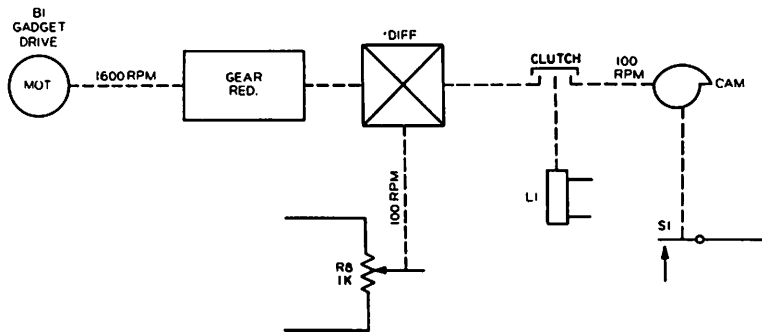 B1
GADGET
DRIVE
MOT
1600 RPM
GEAR
RED.
*DIFF
CLUTCH
100
RPM
CAM
100 RPM
L1
S1
R8
1K